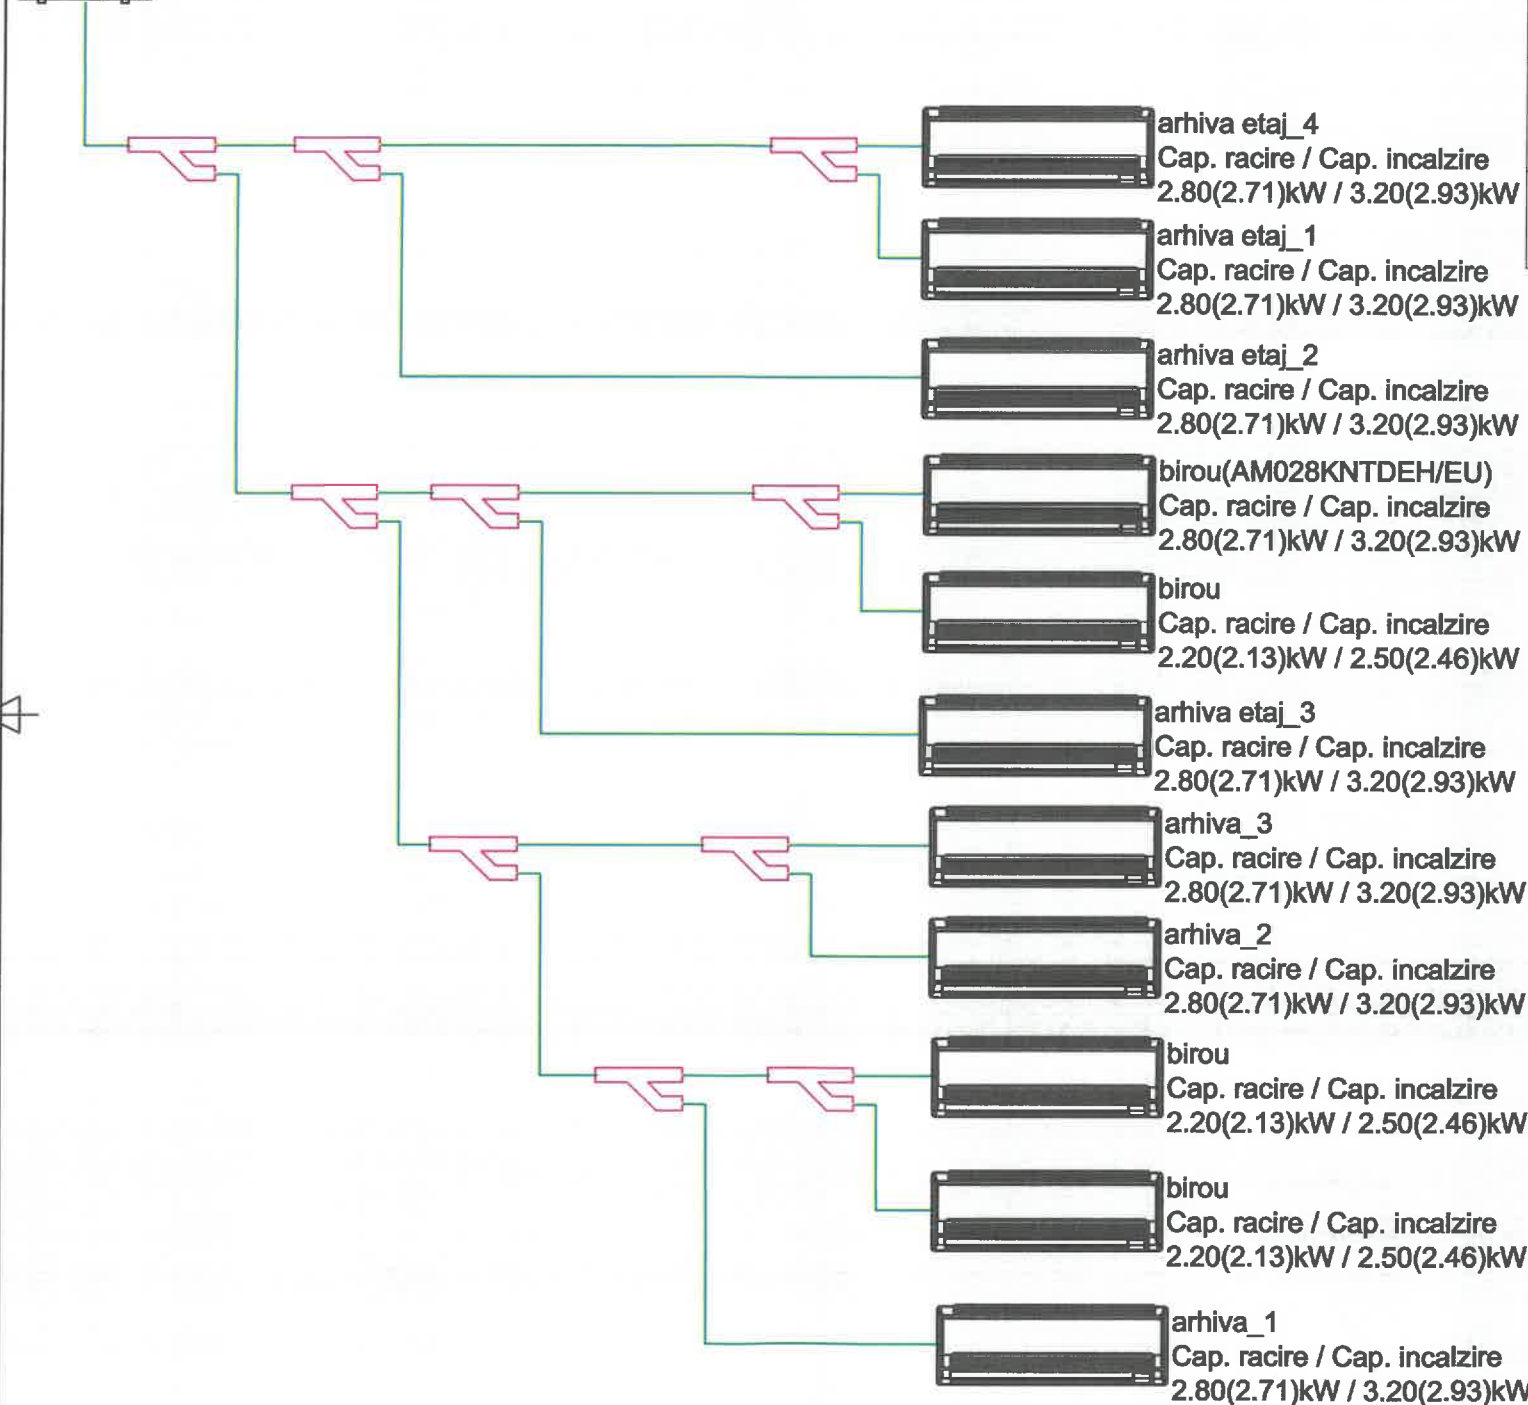 arhiva etaj_4
Cap. racire / Cap. incalzire
2.80(2.71)kW / 3.20(2.93)kW
arhiva etaj_1
Cap. racire / Cap. incalzire
2.80(2.71)kW / 3.20(2.93)kW
arhiva etaj_2
Cap. racire / Cap. incalzire
2.80(2.71)kW / 3.20(2.93)kW
birou(AM028KNTDEH/EU)
Cap. racire / Cap. incalzire
2.80(2.71)kW / 3.20(2.93)kW
birou
Cap. racire / Cap. incalzire
2.20(2.13)kW / 2.50(2.46)kW
arhiva etaj_3
Cap. racire / Cap. incalzire
2.80(2.71)kW / 3.20(2.93)kW
arhiva_3
Cap. racire / Cap. incalzire
2.80(2.71)kW / 3.20(2.93)kW
arhiva_2
Cap. racire / Cap. incalzire
2.80(2.71)kW / 3.20(2.93)kW
birou
Cap. racire / Cap. incalzire
2.20(2.13)kW / 2.50(2.46)kW
birou
Cap. racire / Cap. incalzire
2.20(2.13)kW / 2.50(2.46)kW
arhiva_1
Cap. racire / Cap. incalzire
2.80(2.71)kW / 3.20(2.93)kW